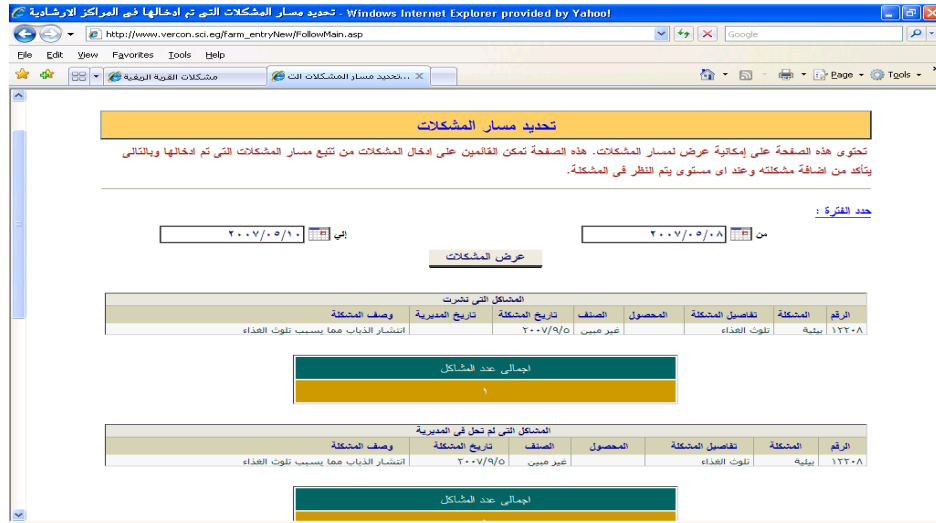 تحديد مسار المشكلات التي تم ادخالها في المراكز الارشادية - Windows Internet Explorer provided by Yahoo!
http://www.vercon.sci.eg/farm_entryNew/FollowMain.asp
Google
File Edit View Favorites Tools Help
مشكلات القرية الريفية
تحديد مسار المشكلات الت...
Page Tools
تحديد مسار المشكلات
تحتوى هذه الصفحة على إمكانية عرض لمسار المشكلات. هذه الصفحة تمكن القائمين على ادخال المشكلات من تتبع مسار المشكلات التى تم ادخالها وبالتالى
يتأكد من اضافة مشكلته وعند اى مستوى يتم النظر فى المشكلة.
حدد الفترة :
من ٢٠٠٧/٠٥/٠٨ إلي ٢٠٠٧/٠٥/١٠
عرض المشكلات
المشاكل التى نشرت
الرقم المشكلة تفاصيل المشكلة المحصول الصنف تاريخ المشكلة تاريخ المديرية وصف المشكلة
١٢٢٠٨ بيئية تلوث الغذاء غير مبين ٢٠٠٧/٩/٥ انتشار الذباب مما يسبب تلوث الغذاء
اجمالى عدد المشاكل
١
المشاكل التى لم تحل فى المديرية
الرقم المشكلة تفاصيل المشكلة المحصول الصنف تاريخ المشكلة وصف المشكلة
١٢٢٠٨ بيئية تلوث الغذاء غير مبين ٢٠٠٧/٩/٥ انتشار الذباب مما يسبب تلوث الغذاء
اجمالى عدد المشاكل